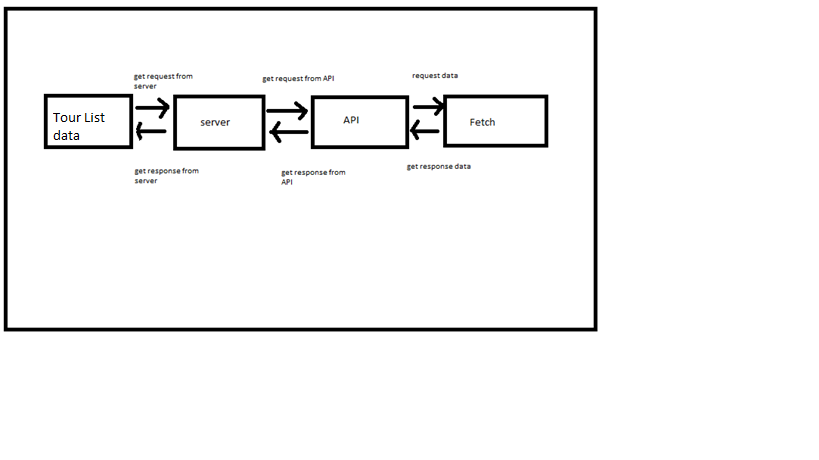 get request from
server
get request from API
request data
Tour List
data
server
API
Fetch
get response from
server
get response from
API
get response data